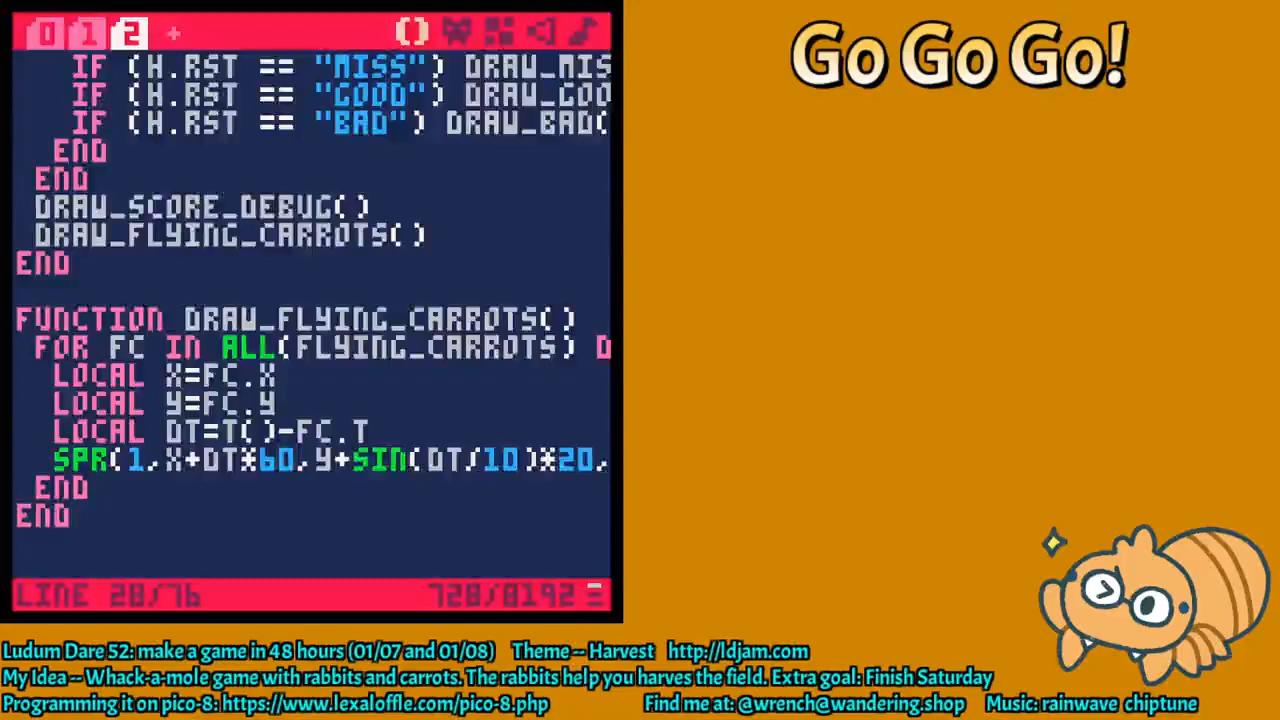 0 1 2 +
IF (H.RST == "MISS") DRAW_MIS
IF (H.RST == "GOOD") DRAW_GOO
IF (H.RST == "BAD") DRAW_BAD(
END
END
DRAW_SCORE_DEBUG()
DRAW_FLYING_CARROTS()
END
FUNCTION DRAW_FLYING_CARROTS()
FOR FC IN ALL(FLYING_CARROTS) D
LOCAL X=FC.X
LOCAL Y=FC.Y
LOCAL DT=T()-FC.T
SPR(1,X+DT*60,Y+SIN(DT/10)*20,
END
END
LINE 28/76 728/8192
Go Go Go!
Ludum Dare 52: make a game in 48 hours (01/07 and 01/08) Theme -- Harvest http://ldjam.com
My Idea -- Whack-a-mole game with rabbits and carrots. The rabbits help you harves the field. Extra goal: Finish Saturday
Programming it on pico-8: https://www.lexaloffle.com/pico-8.php Find me at: @wrench@wandering.shop Music: rainwave chiptune